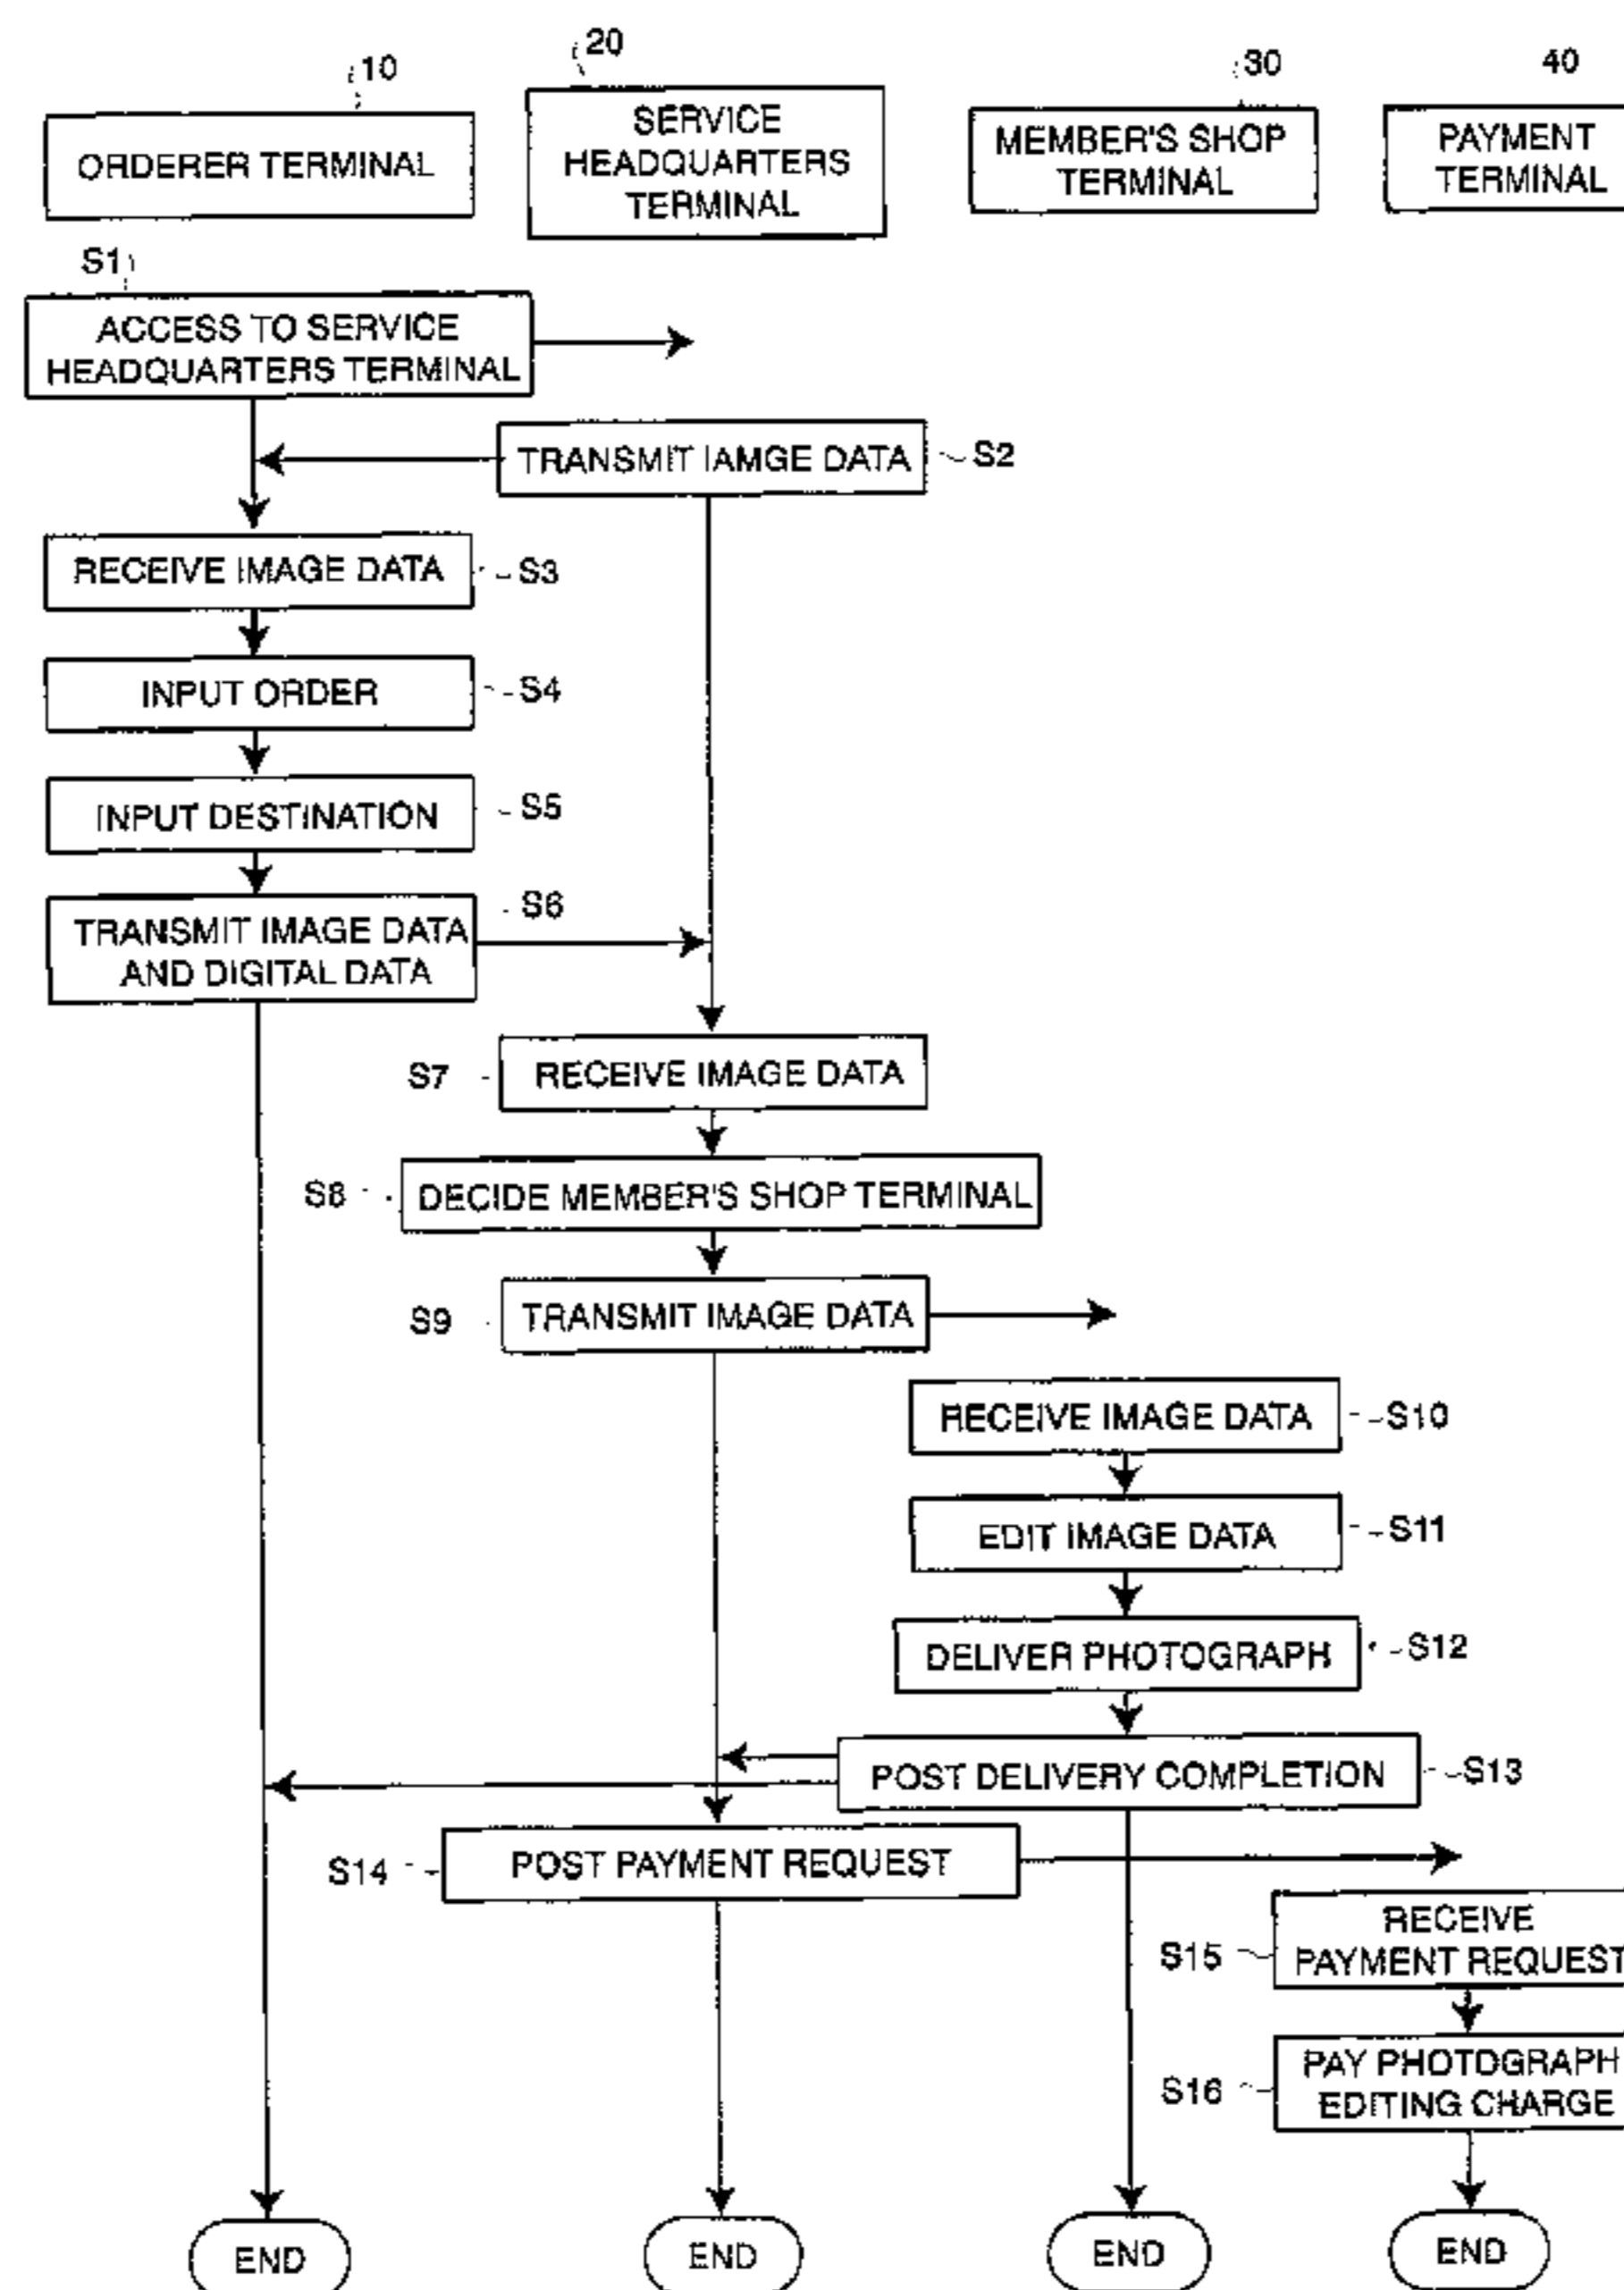 10
20
30
40
ORDERER TERMINAL
SERVICE
HEADQUARTERS
TERMINAL
MEMBER'S SHOP
TERMINAL
PAYMENT
TERMINAL
S1
ACCESS TO SERVICE
HEADQUARTERS TERMINAL
TRANSMIT IAMGE DATA
S2
RECEIVE IMAGE DATA
S3
INPUT ORDER
S4
INPUT DESTINATION
S5
TRANSMIT IMAGE DATA
AND DIGITAL DATA
S6
S7
RECEIVE IMAGE DATA
S8
DECIDE MEMBER'S SHOP TERMINAL
S9
TRANSMIT IMAGE DATA
RECEIVE IMAGE DATA
S10
EDIT IMAGE DATA
S11
DELIVER PHOTOGRAPH
S12
POST DELIVERY COMPLETION
S13
S14
POST PAYMENT REQUEST
S15
RECEIVE
PAYMENT REQUEST
S16
PAY PHOTOGRAPH
EDITING CHARGE
END
END
END
END